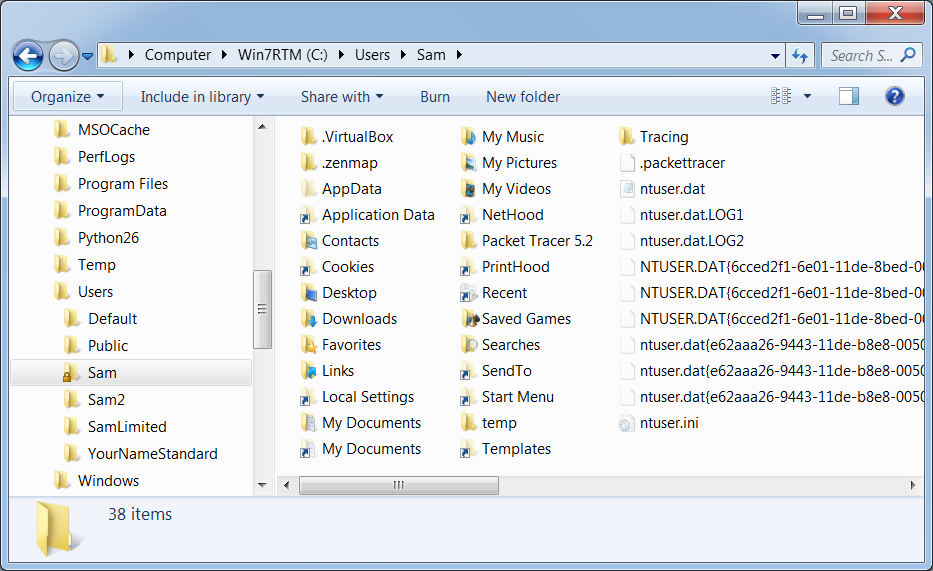 Computer Win7RTM (C:) Users Sam
Search S...
Organize Include in library Share with Burn New folder
MSOCache
PerfLogs
Program Files
ProgramData
Python26
Temp
Users
Default
Public
Sam
Sam2
SamLimited
YourNameStandard
Windows
.VirtualBox
.zenmap
AppData
Application Data
Contacts
Cookies
Desktop
Downloads
Favorites
Links
Local Settings
My Documents
My Documents
My Music
My Pictures
My Videos
NetHood
Packet Tracer 5.2
PrintHood
Recent
Saved Games
Searches
SendTo
Start Menu
temp
Templates
Tracing
.packettracer
ntuser.dat
ntuser.dat.LOG1
ntuser.dat.LOG2
NTUSER.DAT{6cced2f1-6e01-11de-8bed-00
NTUSER.DAT{6cced2f1-6e01-11de-8bed-00
NTUSER.DAT{6cced2f1-6e01-11de-8bed-00
ntuser.dat{e62aaa26-9443-11de-b8e8-0050
ntuser.dat{e62aaa26-9443-11de-b8e8-0050
ntuser.dat{e62aaa26-9443-11de-b8e8-0050
ntuser.ini
38 items